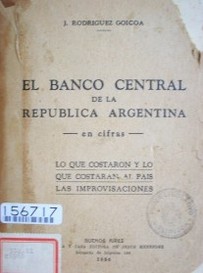 J. RODRIGUEZ GOICOA
EL BANCO CENTRAL
DE LA
REPUBLICA ARGENTINA
— en cifras —
LO QUE COSTARON Y LO
QUE COSTARAN AL PAIS
LAS IMPROVISACIONES
156717
BUENOS AIRES